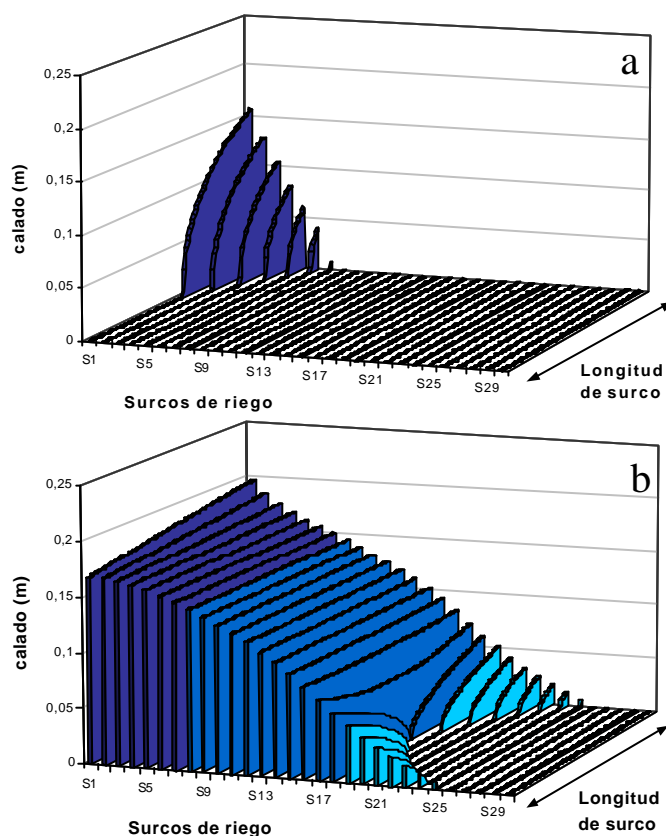 a
0,25
0,2
0,15
0,1
0,05
0
calado (m)
S1 S5 S9 S13 S17 S21 S25 S29
Surcos de riego
Longitud
de surco
b
0,25
0,2
0,15
0,1
0,05
0
calado (m)
S1 S5 S9 S13 S17 S21 S25 S29
Surcos de riego
Longitud
de surco